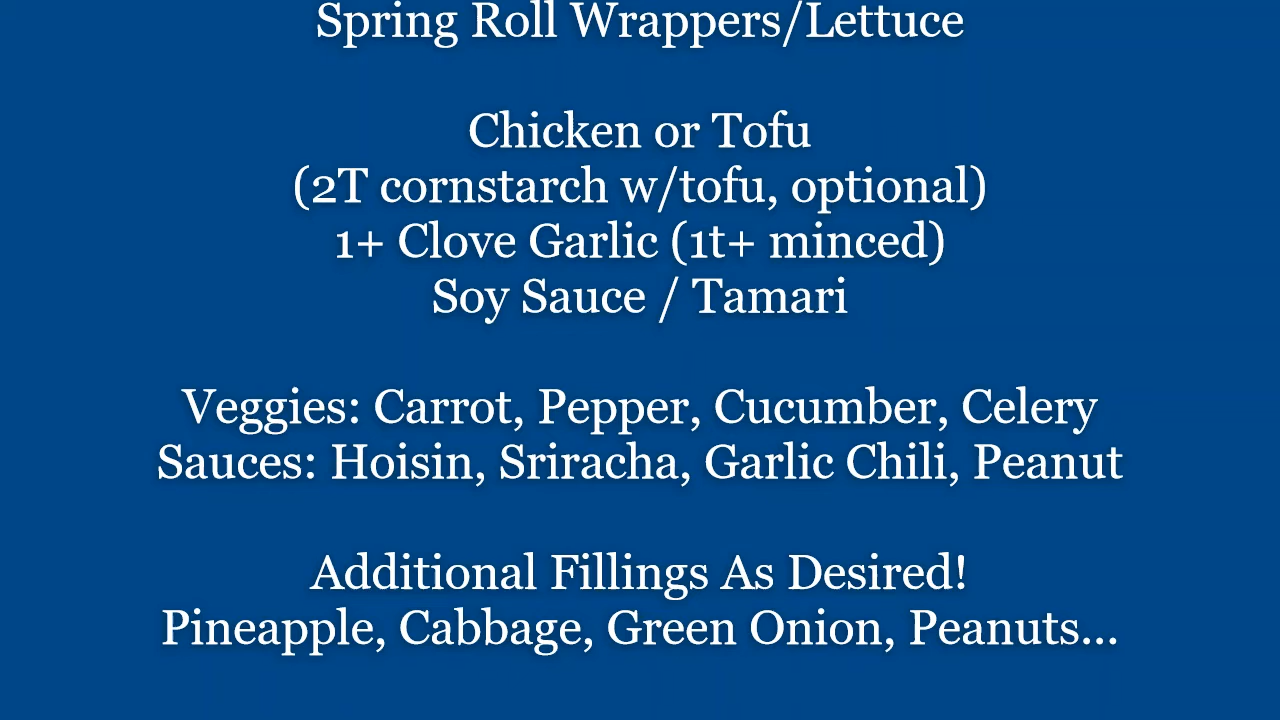 Spring Roll Wrappers/Lettuce
Chicken or Tofu
(2T cornstarch w/tofu, optional)
1+ Clove Garlic (1t+ minced)
Soy Sauce / Tamari
Veggies: Carrot, Pepper, Cucumber, Celery
Sauces: Hoisin, Sriracha, Garlic Chili, Peanut
Additional Fillings As Desired!
Pineapple, Cabbage, Green Onion, Peanuts...